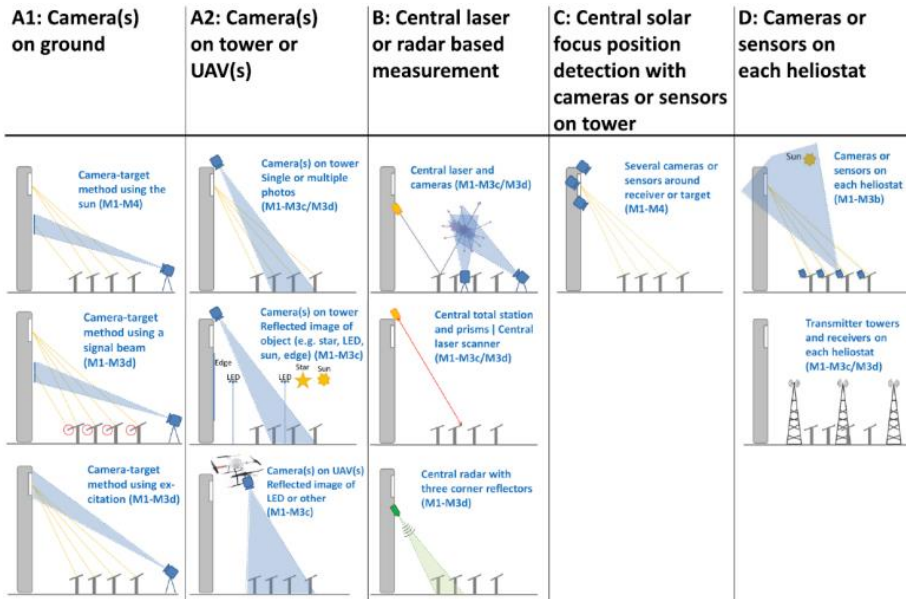 A1: Camera(s)
on ground
A2: Camera(s)
on tower or
UAV(s)
B: Central laser
or radar based
measurement
C: Central solar
focus position
detection with
cameras or sensors
on tower
D: Cameras or
sensors on
each heliostat
Camera-target
method using the
sun (M1-M4)
Camera(s) on tower
Single or multiple
photos
(M1-M3c/M3d)
Central laser and
cameras (M1-M3c/M3d)
Several cameras or
sensors around
receiver or target
(M1-M4)
Sun
Cameras or
sensors on
each heliostat
(M1-M3b)
Camera-target
method using a
signal beam
(M1-M3d)
Camera(s) on tower
Reflected image of
object (e.g. star, LED,
sun, edge) (M1-M3c)
Edge
LED
LED
Star
Sun
Central total station
and prisms | Central
laser scanner
(M1-M3c/M3d)
Transmitter towers
and receivers on
each heliostat
(M1-M3c/M3d)
Camera-target
method using ex-
citation (M1-M3d)
Camera(s) on UAV(s)
Reflected image of
LED or other
(M1-M3c)
Central radar with
three corner reflectors
(M1-M3d)